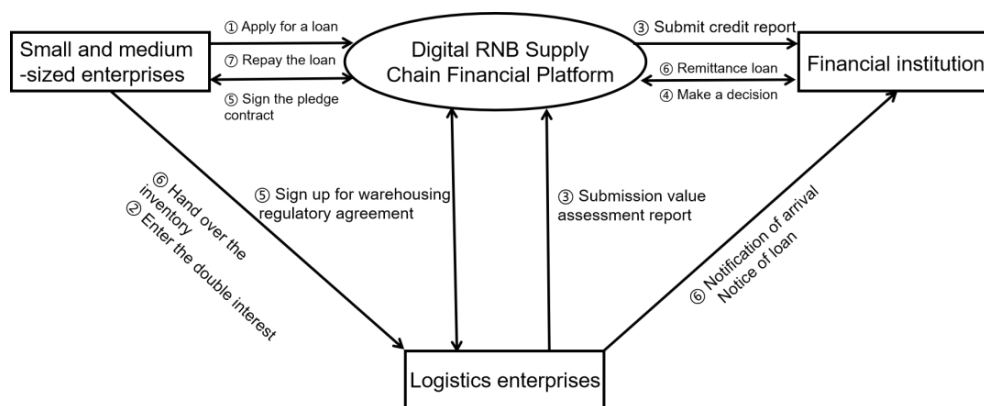 ① Apply for a loan
③ Submit credit report
Small and medium
-sized enterprises
Digital RNB Supply
Chain Financial Platform
Financial institution
⑦ Repay the loan
⑥ Remittance loan
⑤ Sign the pledge
contract
④ Make a decision
⑥ Hand over the
inventory
② Enter the double interest
⑤ Sign up for warehousing
regulatory agreement
③ Submission value
assessment report
⑥ Notification of arrival
Notice of loan
Logistics enterprises